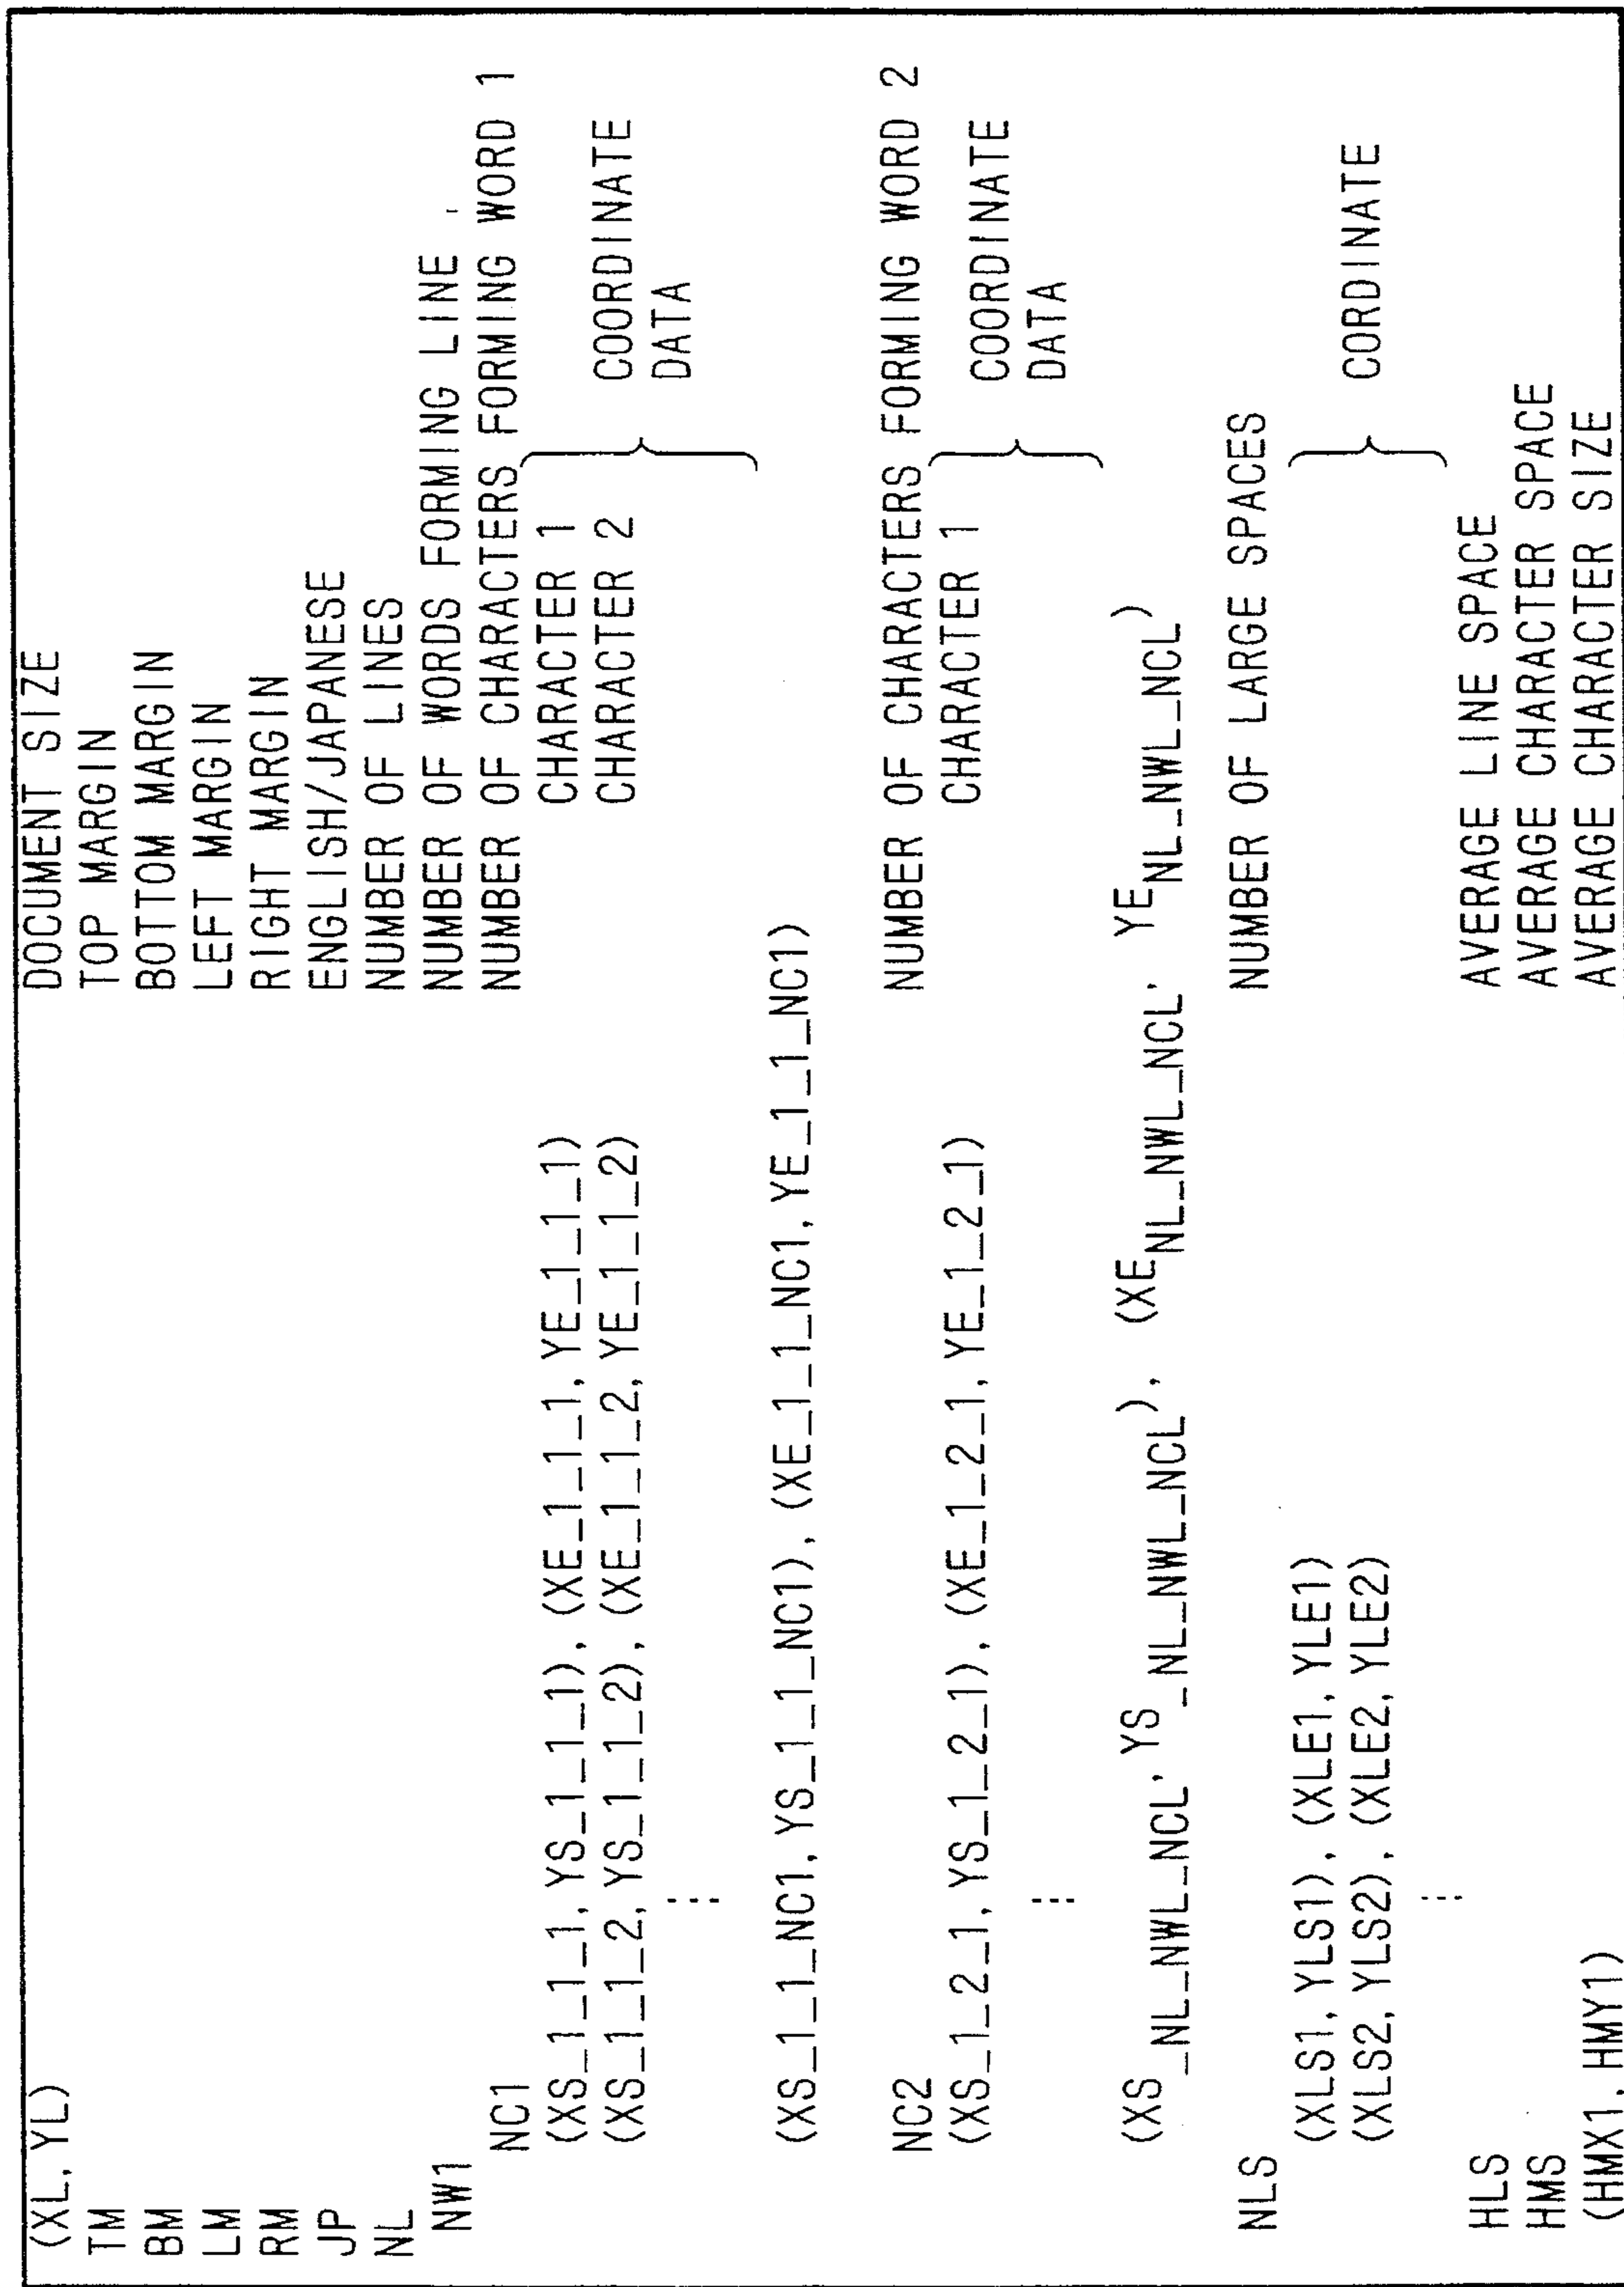 (XL, YL) DOCUMENT SIZE
TM TOP MARGIN
BM BOTTOM MARGIN
LM LEFT MARGIN
RM RIGHT MARGIN
JP ENGLISH/JAPANESE
NL NUMBER OF LINES
NW1 NUMBER OF WORDS FORMING LINE
NC1 NUMBER OF CHARACTERS FORMING WORD 1
(XS_1_1_1, YS_1_1_1), (XE_1_1_1, YE_1_1_1) CHARACTER 1
(XS_1_1_2, YS_1_1_2), (XE_1_1_2, YE_1_1_2) CHARACTER 2 COORDINATE
⋮ DATA
(XS_1_1_NC1, YS_1_1_NC1), (XE_1_1_NC1, YE_1_1_NC1)
NC2 NUMBER OF CHARACTERS FORMING WORD 2
(XS_1_2_1, YS_1_2_1), (XE_1_2_1, YE_1_2_1) CHARACTER 1 COORDINATE
⋮ DATA
(XS_NL_NWL_NCL, YS_NL_NWL_NCL), (XE NL_NWL_NCL, YE NL_NWL_NCL)
NLS NUMBER OF LARGE SPACES
(XLS1, YLS1), (XLE1, YLE1)
(XLS2, YLS2), (XLE2, YLE2) CORDINATE
⋮
HLS AVERAGE LINE SPACE
HMS AVERAGE CHARACTER SPACE
(HMX1, HMY1) AVERAGE CHARACTER SIZE